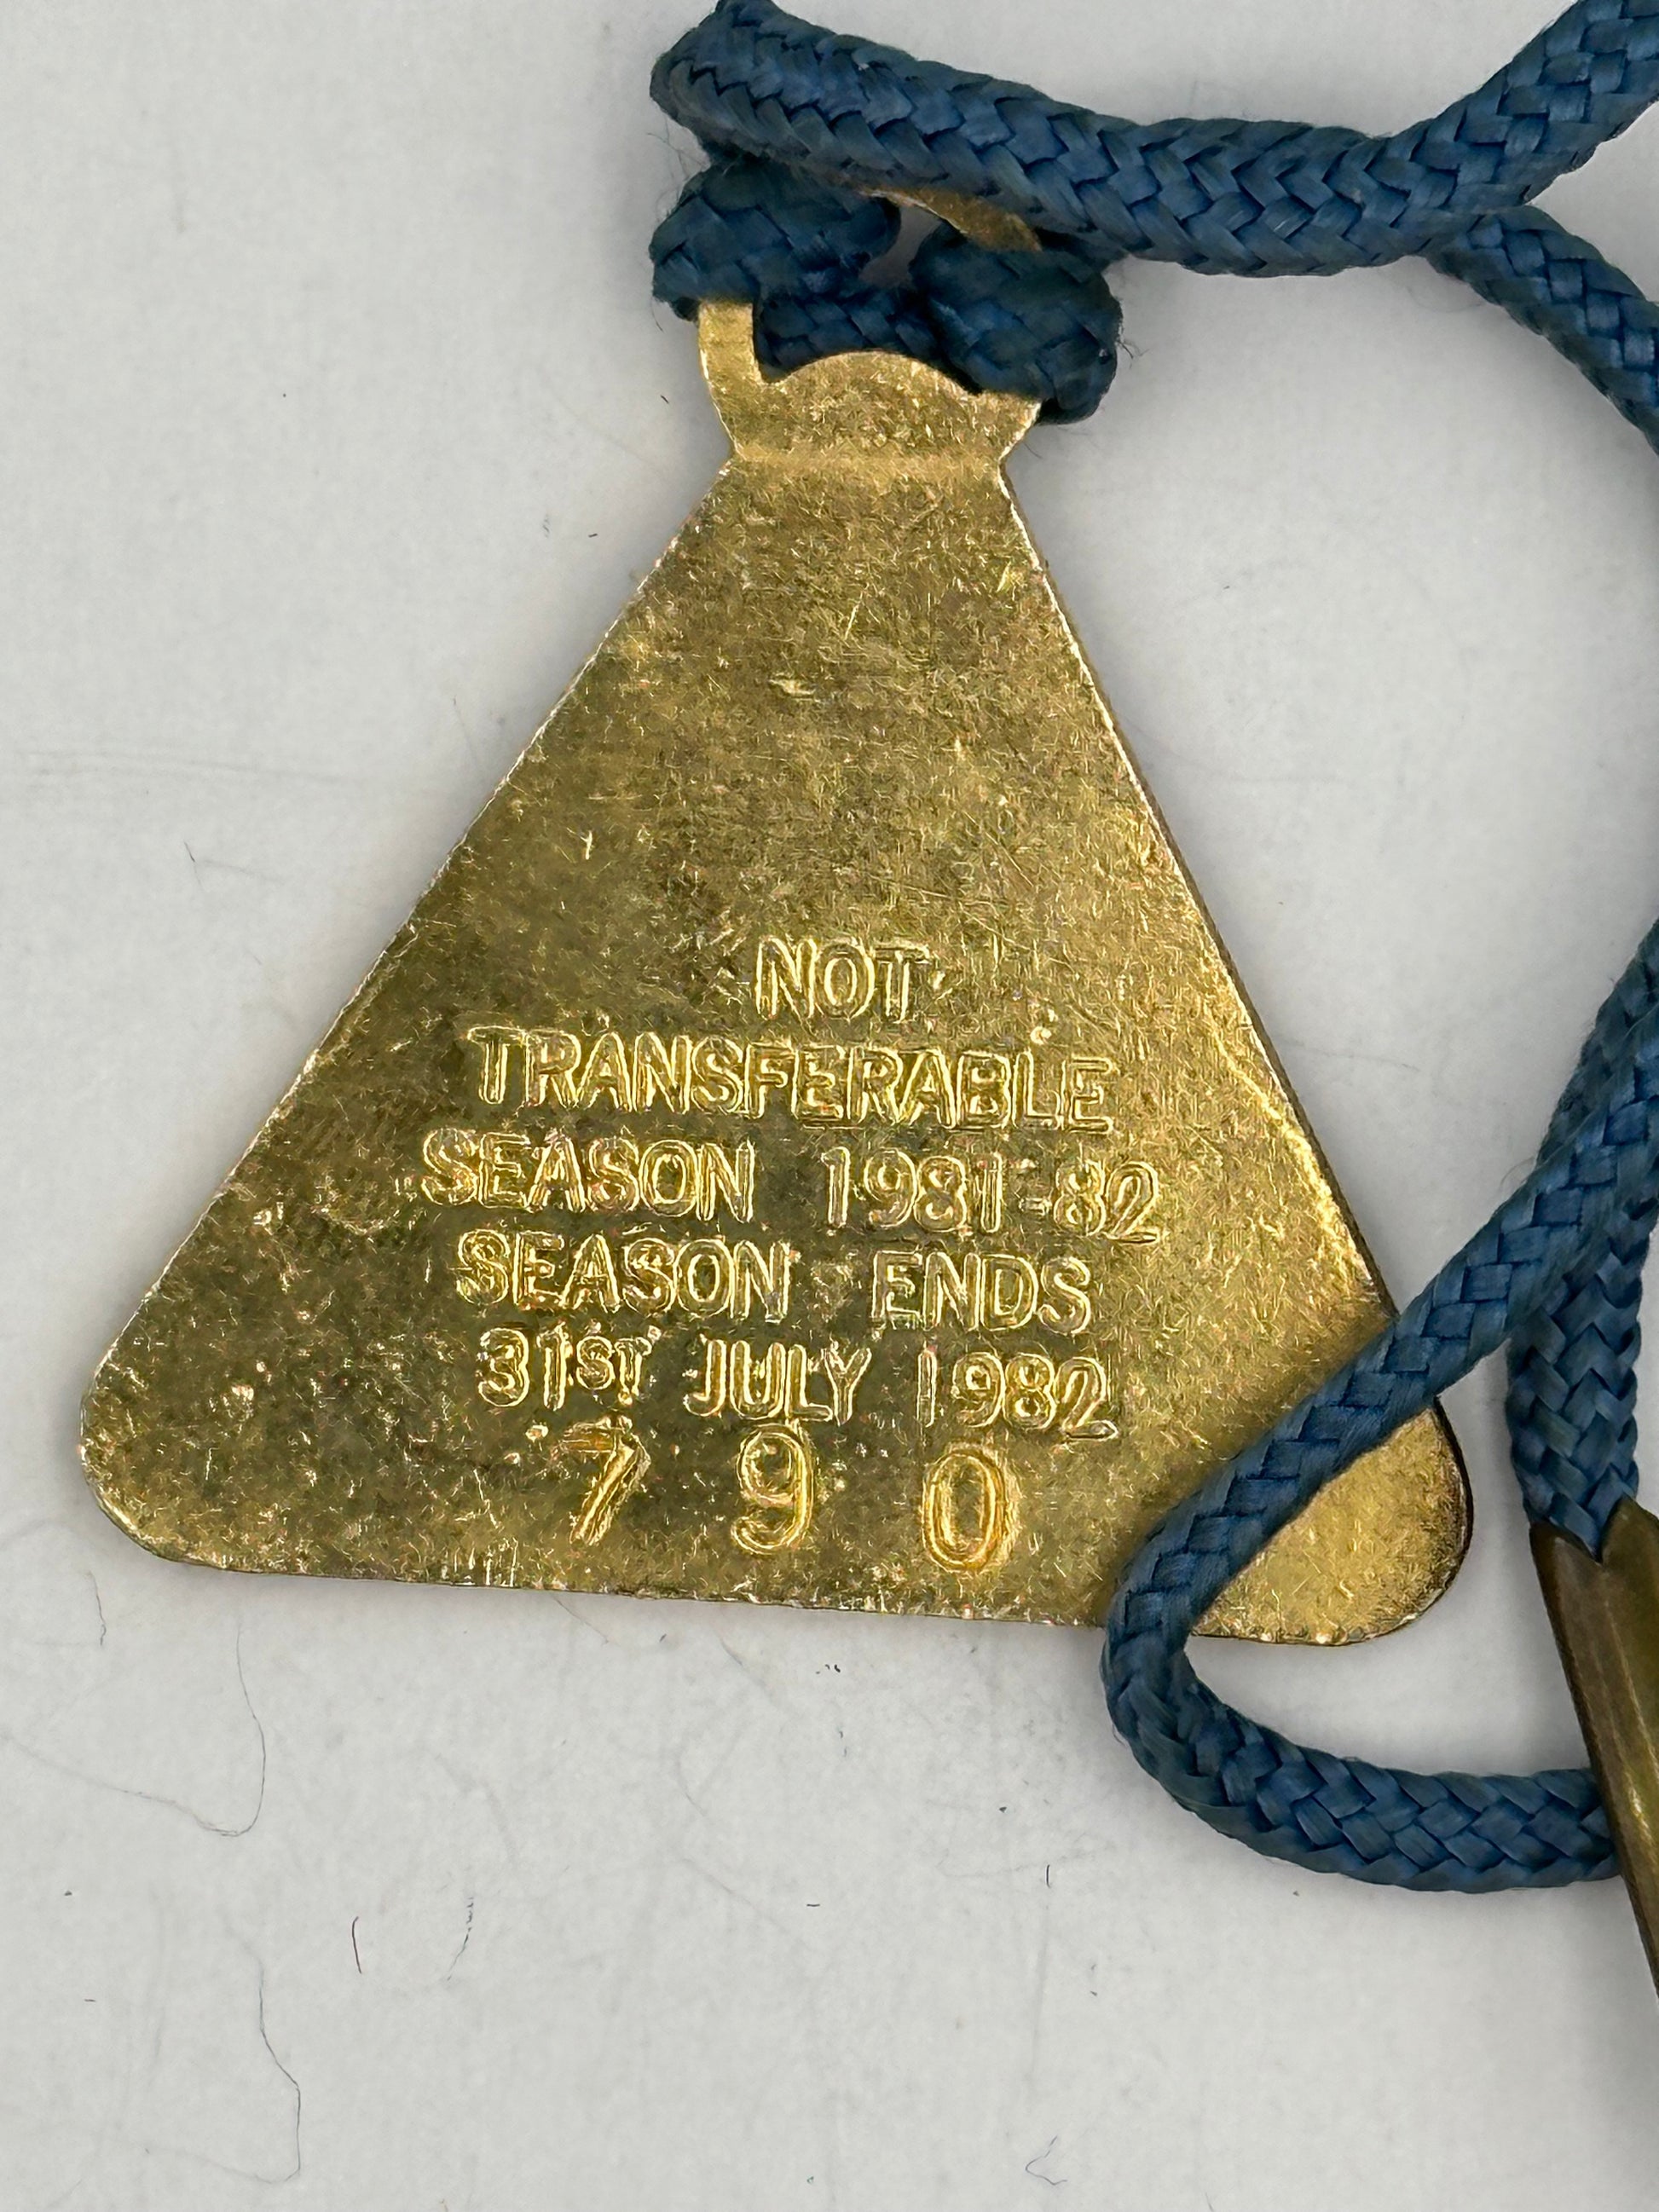 NOT
TRANSFERABLE
SEASON 1981-82
SEASON ENDS
31ST JULY 1982
790